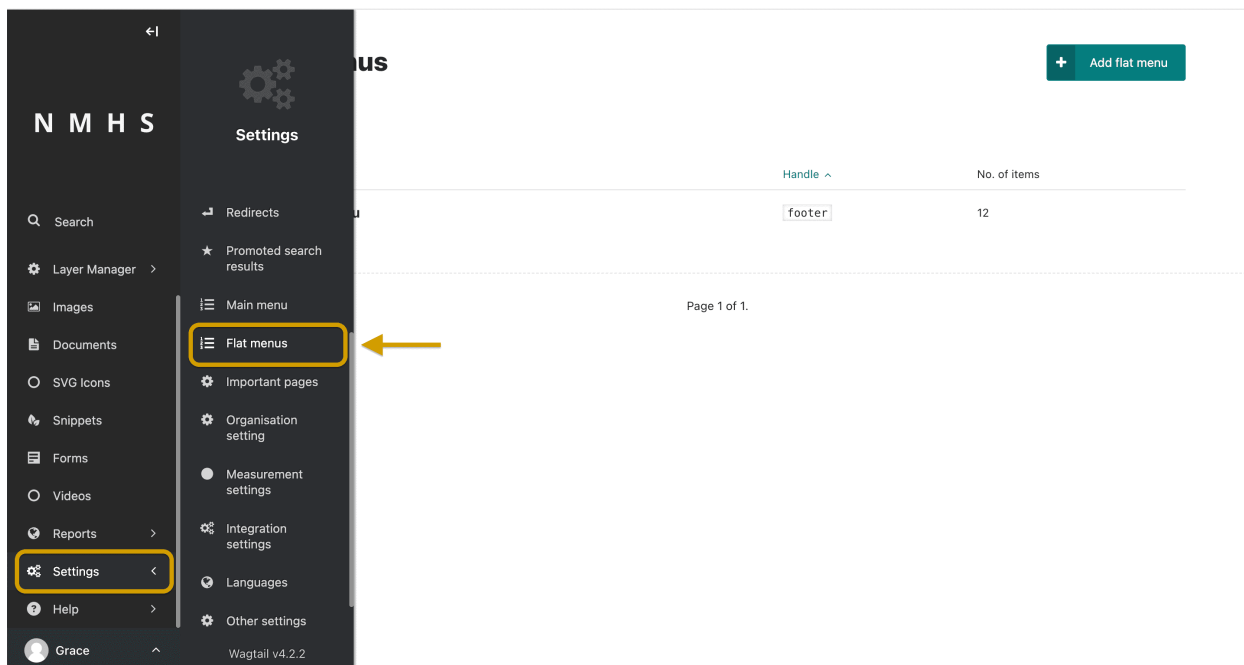 NMHS
Search
Layer Manager
Images
Documents
SVG Icons
Snippets
Forms
Videos
Reports
Settings
Help
Grace
Settings
Redirects
Promoted search
results
Main menu
Flat menus
Important pages
Organisation
setting
Measurement
settings
Integration
settings
Languages
Other settings
Wagtail v4.2.2
Add flat menu
Handle
No. of items
footer
12
Page 1 of 1.